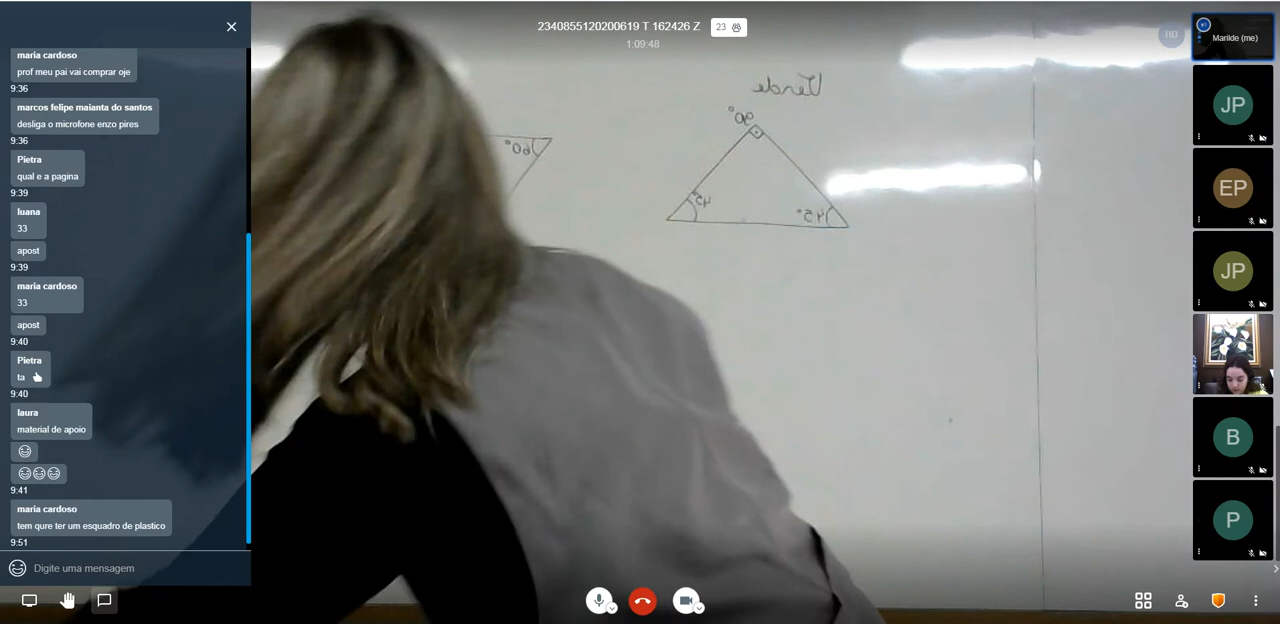 maria cardoso
prof meu pai vai comprar oje
9:36
marcos felipe maianta do santos
desliga o microfone enzo pires
9:36
Pietra
qual e a pagina
9:39
luana
33
apost
9:39
maria cardoso
33
apost
9:40
Pietra
ta
9:40
laura
material de apoio
9:41
maria cardoso
tem qure ter um esquadro de plastico
9:51
Digite uma mensagem
2340855120200619 T 162426 Z
23
1:09:48
HD
Verde
90°
60°
45
45°
Marilde (me)
JP
EP
JP
B
P